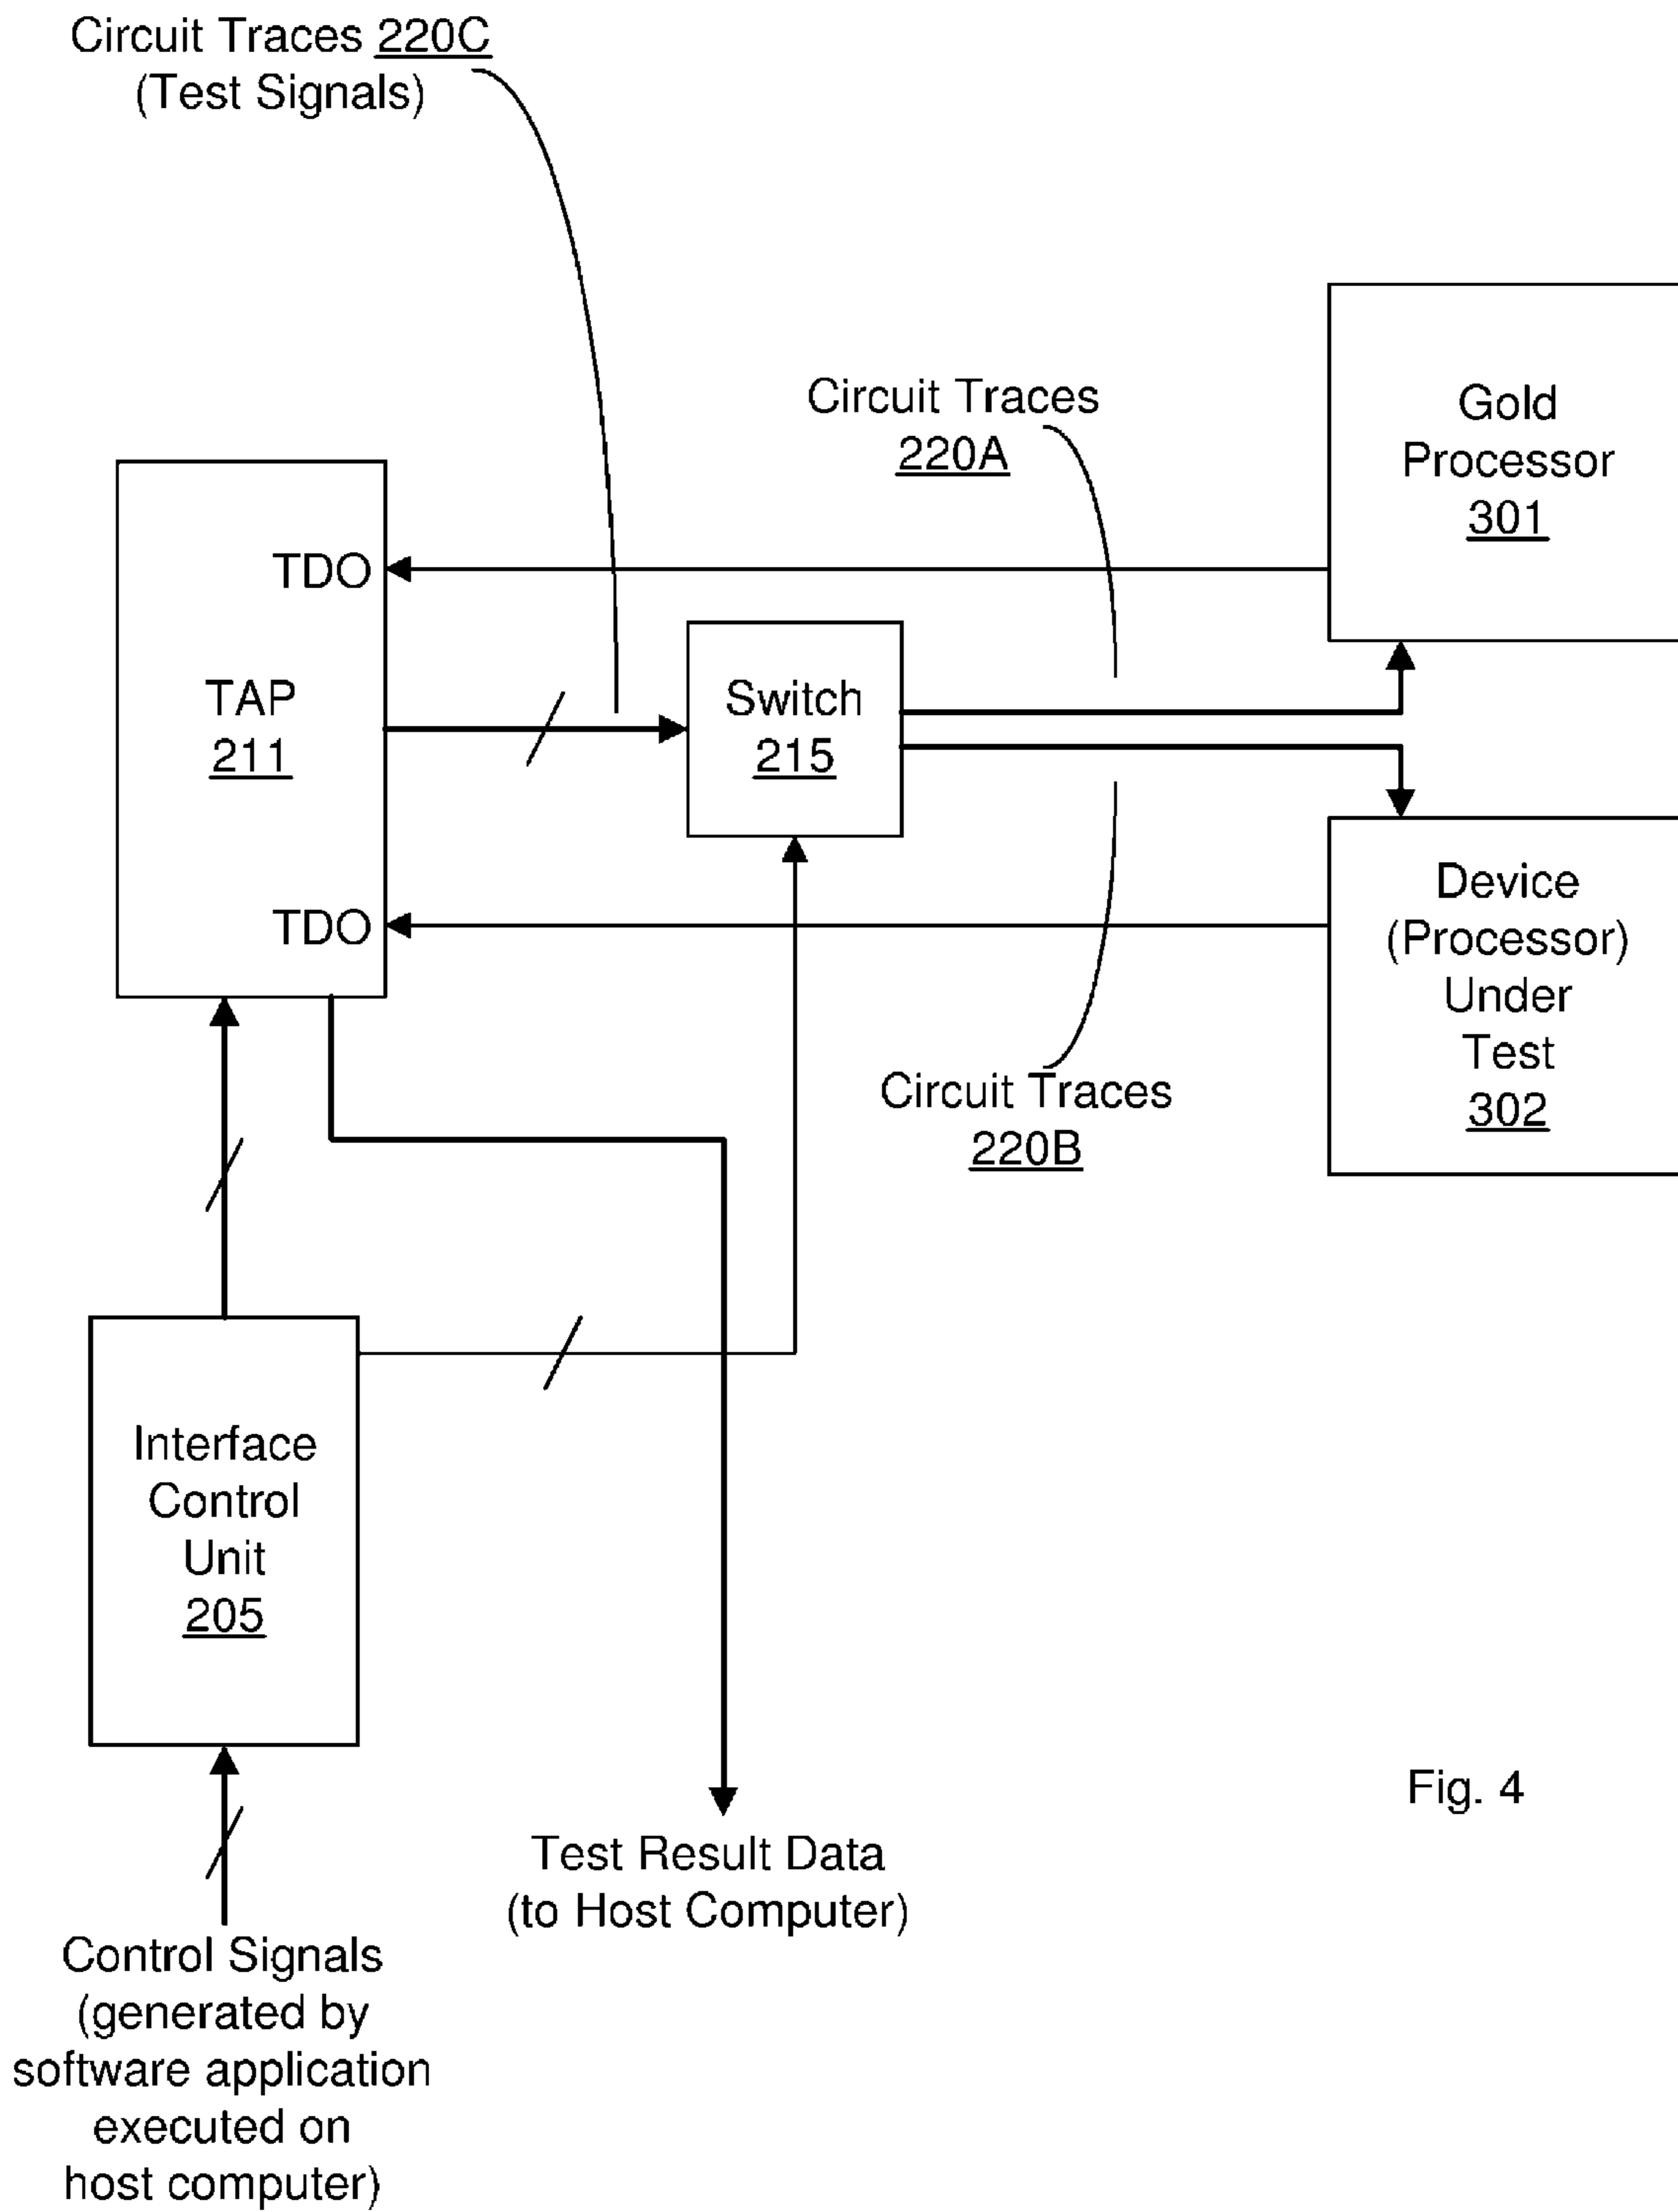 Circuit Traces 220C
(Test Signals)
Circuit Traces
220A
Gold
Processor
301
TDO
TAP
211
TDO
Switch
215
Device
(Processor)
Under
Test
302
Circuit Traces
220B
Interface
Control
Unit
205
Test Result Data
(to Host Computer)
Control Signals
(generated by
software application
executed on
host computer)
Fig. 4